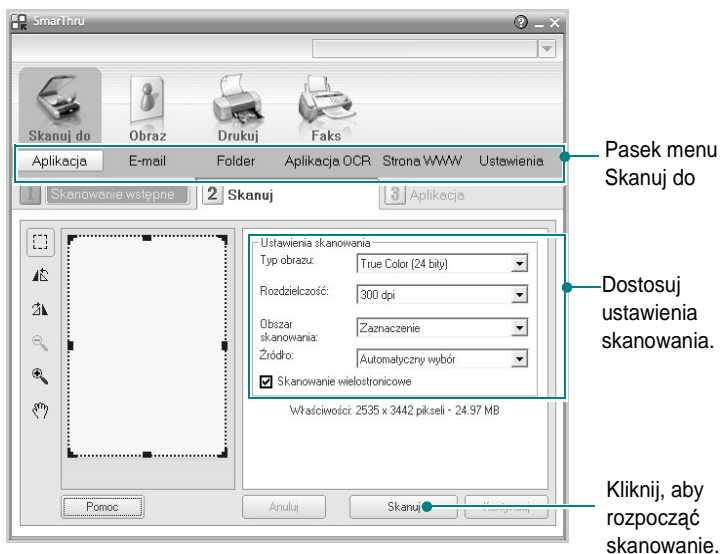 SmarThru
Skanuj do
Obraz
Drukuj
Faks
Aplikacja E-mail Folder Aplikacja OCR Strona WWW Ustawienia
1 Skanowanie wstępne 2 Skanuj 3 Aplikacja
Ustawienia skanowania
Typ obrazu: True Color (24 bity)
Rozdzielczość: 300 dpi
Obszar
skanowania: Zaznaczenie
Źródło: Automatyczny wybór
Skanowanie wielostronicowe
Właściwości: 2535 x 3442 pikseli - 24.97 MB
Pomoc Anuluj Skanuj Kontynuuj
Pasek menu
Skanuj do
Dostosuj
ustawienia
skanowania.
Kliknij, aby
rozpocząć
skanowanie.